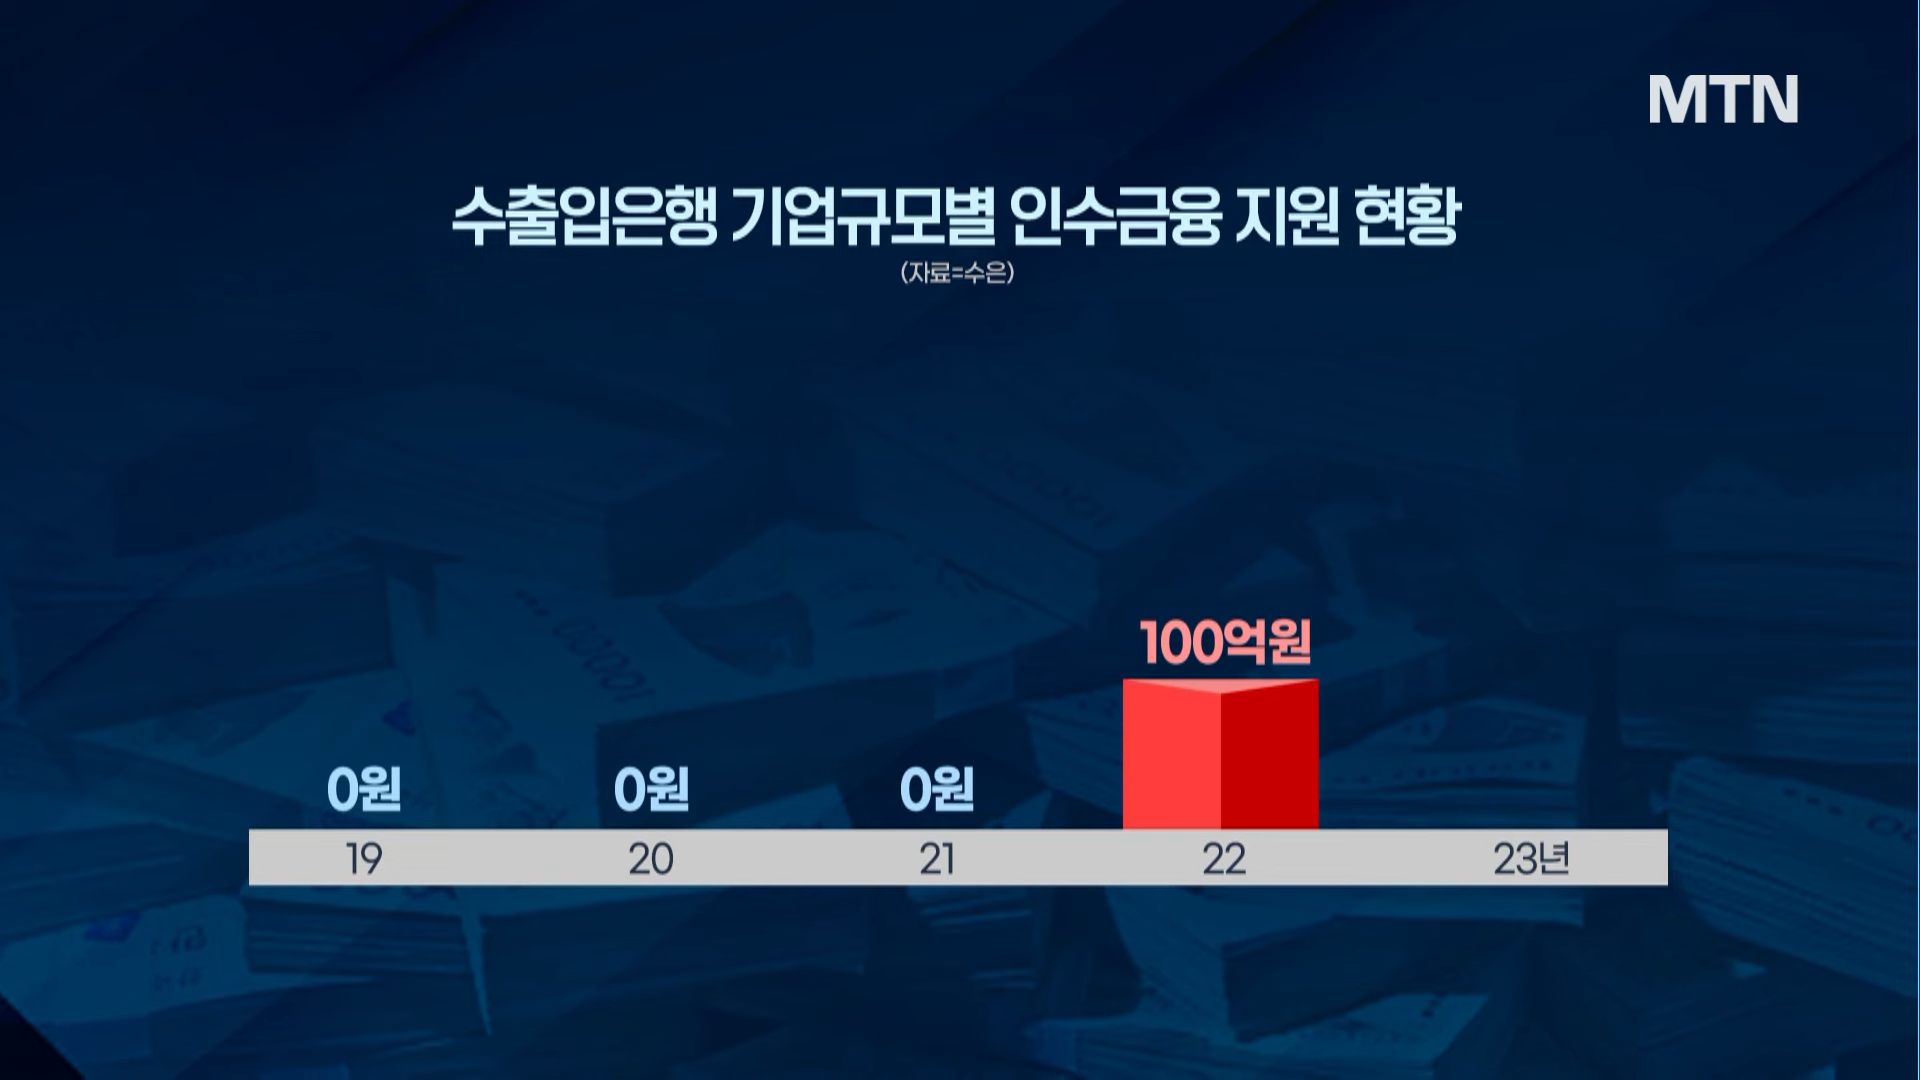 MTN
수출입은행 기업규모별 인수금융 지원 현황
(자료=수은)
100억원
0원 0원 0원
19 20 21 22 23년